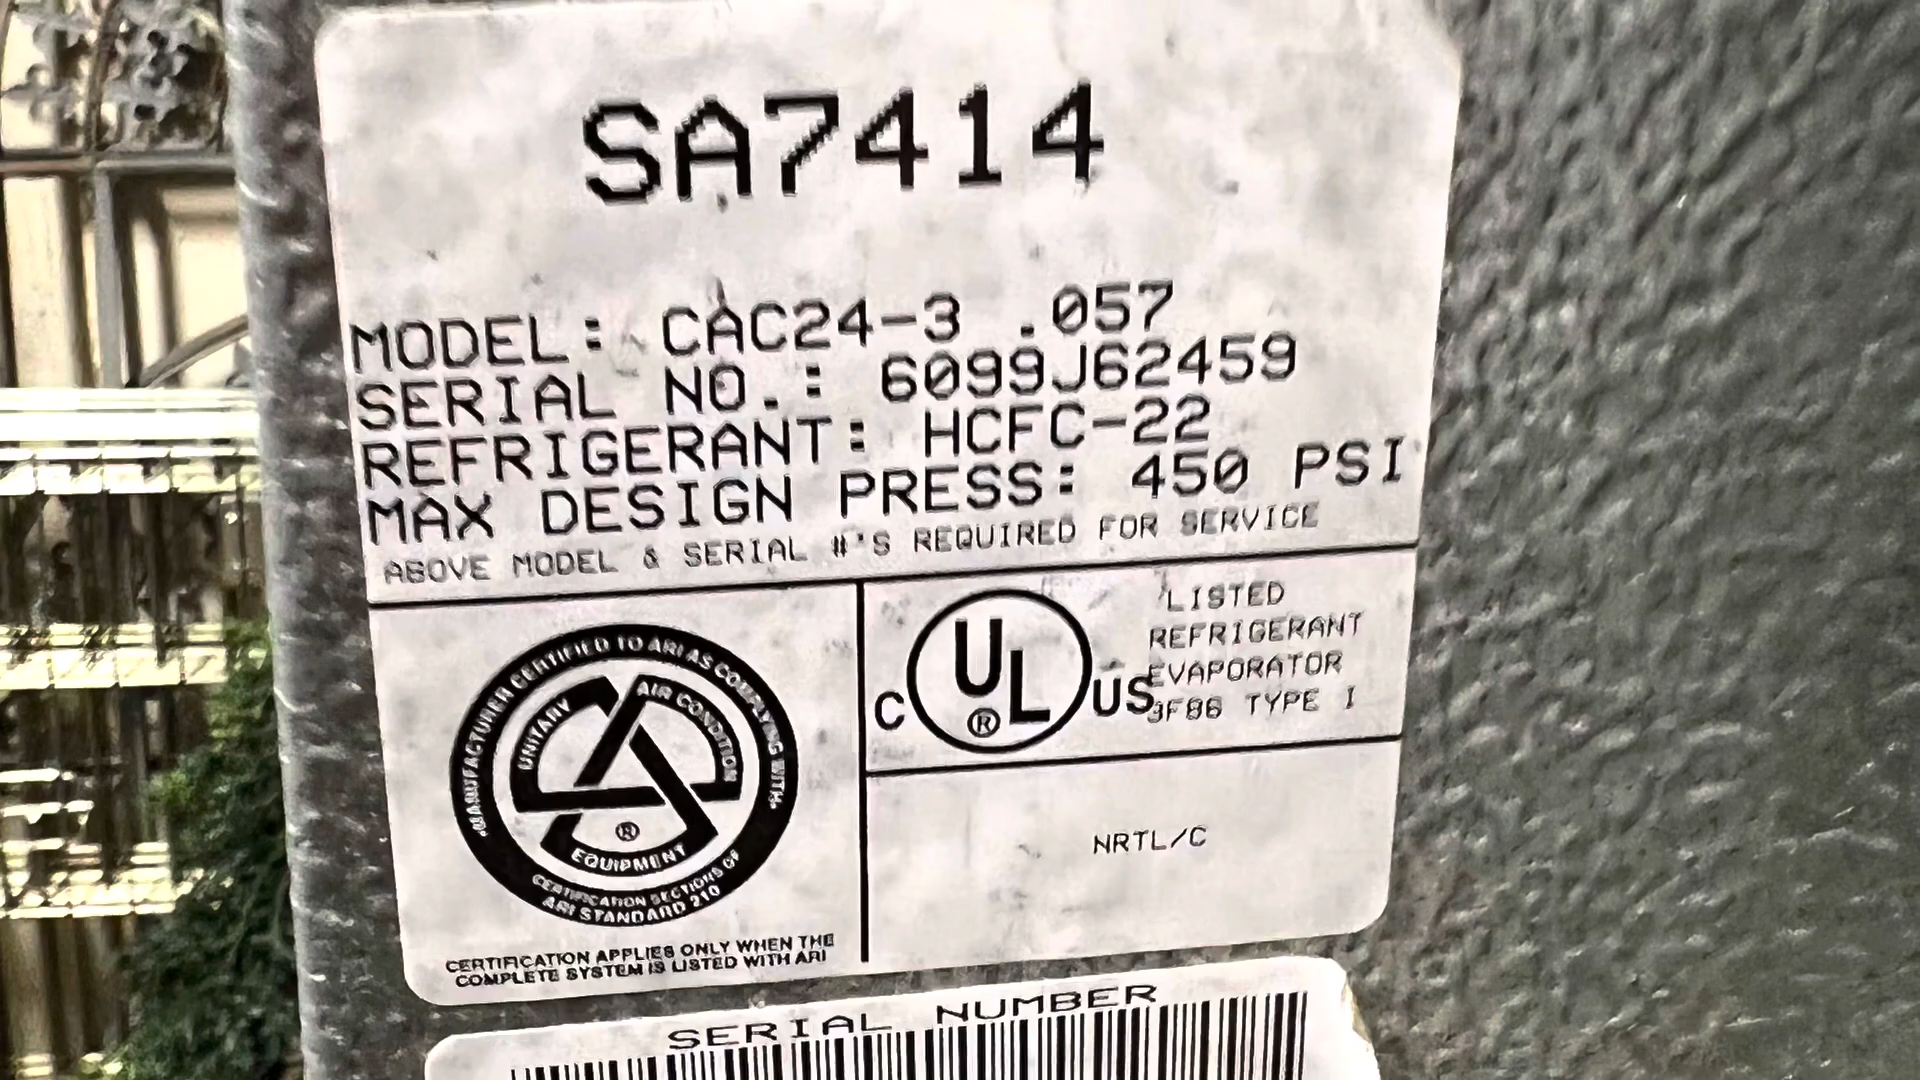 SA7414
MODEL: CAC24-3 .057
SERIAL NO.: 6099J62459
REFRIGERANT: HCFC-22
MAX DESIGN PRESS: 450 PSI
ABOVE MODEL & SERIAL #'S REQUIRED FOR SERVICE
MANUFACTURER CERTIFIED TO ARI AS COMPLYING WITH
UNITARY
AIR CONDITION
®
EQUIPMENT
CERTIFICATION SECTIONS OF
ARI STANDARD 210
CERTIFICATION APPLIES ONLY WHEN THE
COMPLETE SYSTEM IS LISTED WITH ARI
C UL® US
LISTED
REFRIGERANT
EVAPORATOR
TYPE I
NRTL/C
SERIAL NUMBER